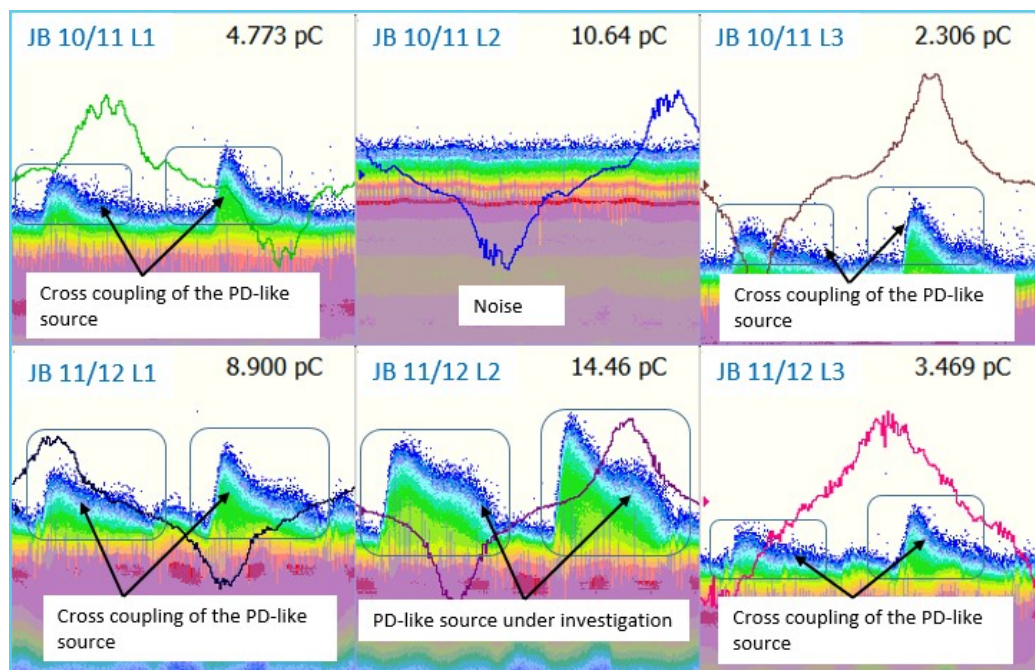 JB 10/11 L1 4.773 pC
JB 10/11 L2 10.64 pC
JB 10/11 L3 2.306 pC
Cross coupling of the PD-like
source
Noise
Cross coupling of the PD-like
source
JB 11/12 L1 8.900 pC
JB 11/12 L2 14.46 pC
JB 11/12 L3 3.469 pC
Cross coupling of the PD-like
source
PD-like source under investigation
Cross coupling of the PD-like
source